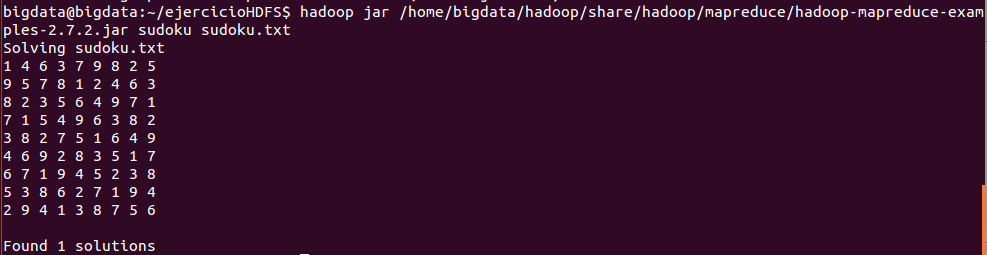 bigdata@bigdata:~/ejercicioHDFS$ hadoop jar /home/bigdata/hadoop/share/hadoop/mapreduce/hadoop-mapreduce-exam
ples-2.7.2.jar sudoku sudoku.txt
Solving sudoku.txt
1 4 6 3 7 9 8 2 5
9 5 7 8 1 2 4 6 3
8 2 3 5 6 4 9 7 1
7 1 5 4 9 6 3 8 2
3 8 2 7 5 1 6 4 9
4 6 9 2 8 3 5 1 7
6 7 1 9 4 5 2 3 8
5 3 8 6 2 7 1 9 4
2 9 4 1 3 8 7 5 6
Found 1 solutions